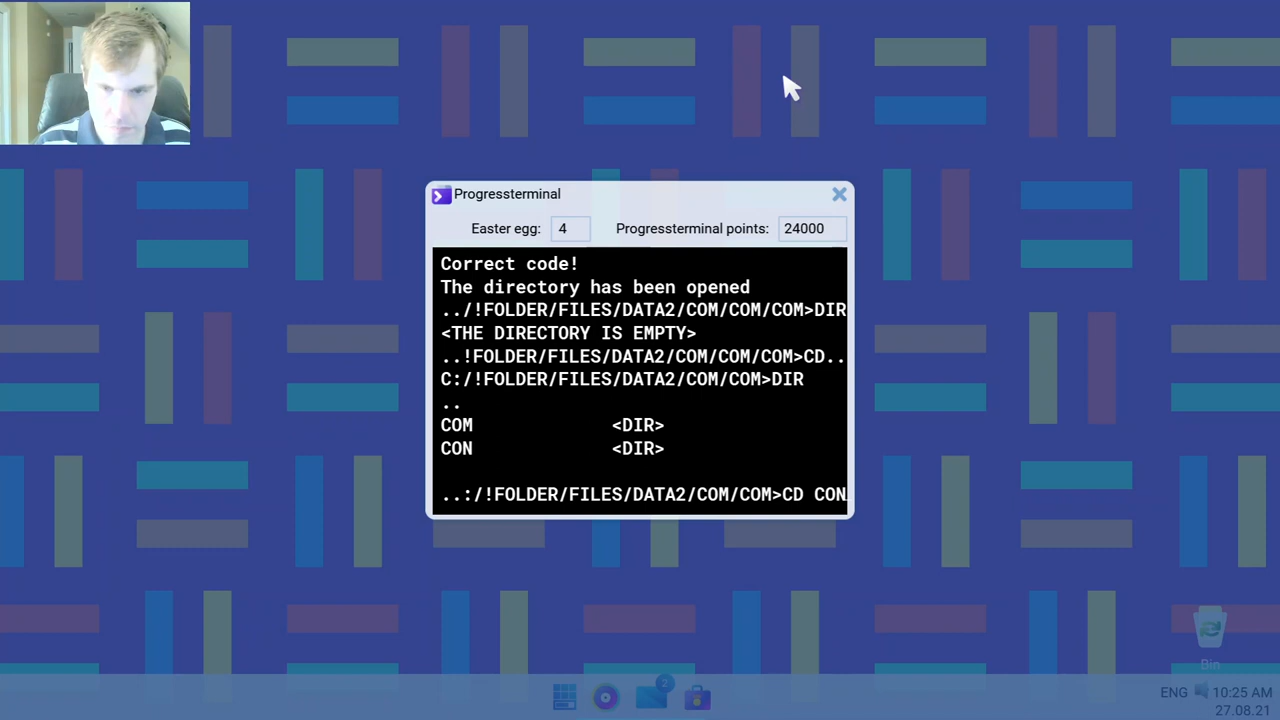 Progressterminal
Easter egg: 4 Progressterminal points: 24000
Correct code!
The directory has been opened
../!FOLDER/FILES/DATA2/COM/COM/COM>DIR
<THE DIRECTORY IS EMPTY>
..!FOLDER/FILES/DATA2/COM/COM/COM>CD..
C:/!FOLDER/FILES/DATA2/COM/COM>DIR
..
COM <DIR>
CON <DIR>
..:/!FOLDER/FILES/DATA2/COM/COM>CD CON
Bin
2
ENG 10:25 AM
27.08.21